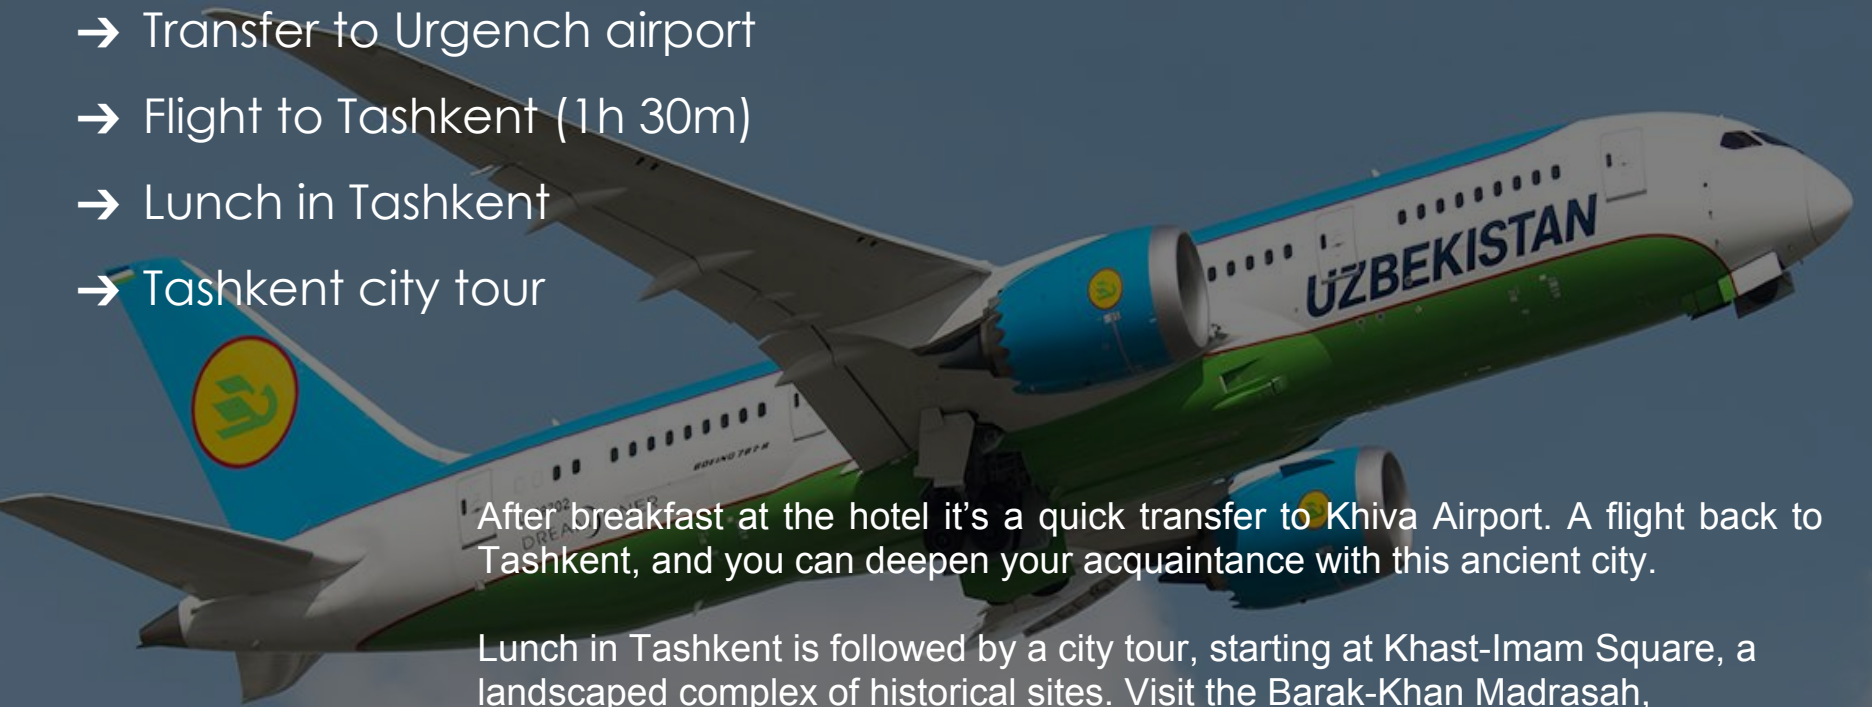 ➔ Transfer to Urgench airport
➔ Flight to Tashkent (1h 30m)
➔ Lunch in Tashkent
➔ Tashkent city tour
UZBEKISTAN
BOEING 787-8
After breakfast at the hotel it's a quick transfer to Khiva Airport. A flight back to
Tashkent, and you can deepen your acquaintance with this ancient city.
Lunch in Tashkent is followed by a city tour, starting at Khast-Imam Square, a
landscaped complex of historical sites. Visit the Barak-Khan Madrasah,